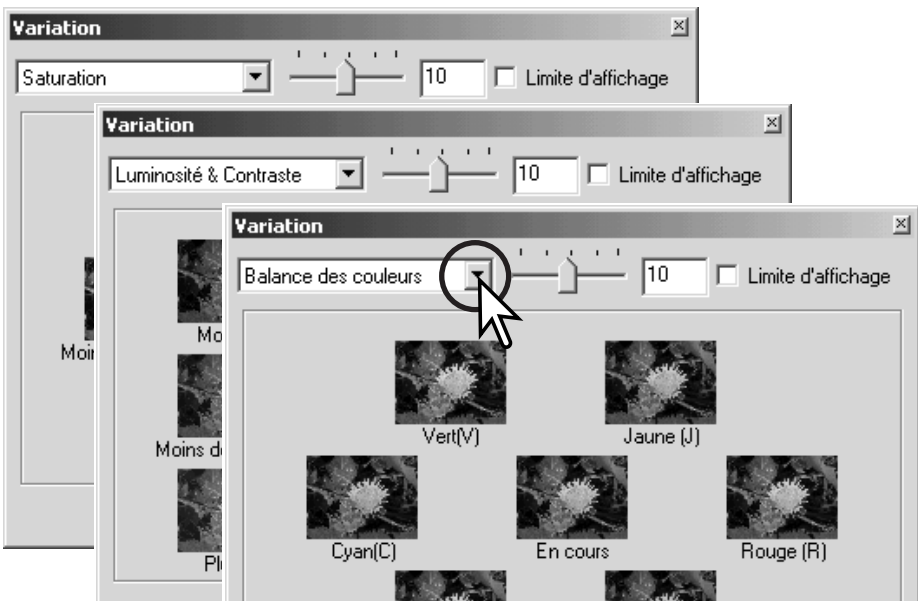 Variation
Saturation 10 Limite d'affichage
Variation
Luminosité & Contraste 10 Limite d'affichage
Variation
Balance des couleurs 10 Limite d'affichage
Vert(V) Jaune (J)
Cyan(C) En cours Rouge (R)
Moins d